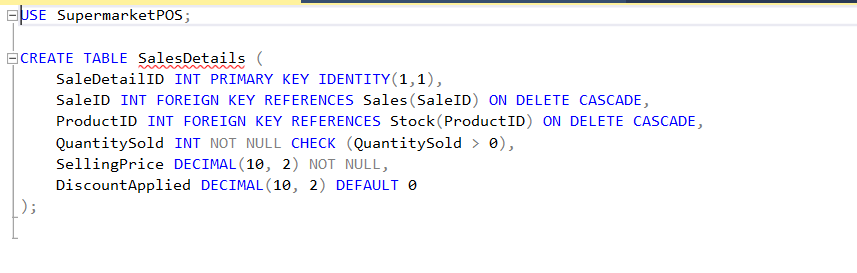 USE SupermarketPOS;
CREATE TABLE SalesDetails (
SaleDetailID INT PRIMARY KEY IDENTITY(1,1),
SaleID INT FOREIGN KEY REFERENCES Sales(SaleID) ON DELETE CASCADE,
ProductID INT FOREIGN KEY REFERENCES Stock(ProductID) ON DELETE CASCADE,
QuantitySold INT NOT NULL CHECK (QuantitySold > 0),
SellingPrice DECIMAL(10, 2) NOT NULL,
DiscountApplied DECIMAL(10, 2) DEFAULT 0
);